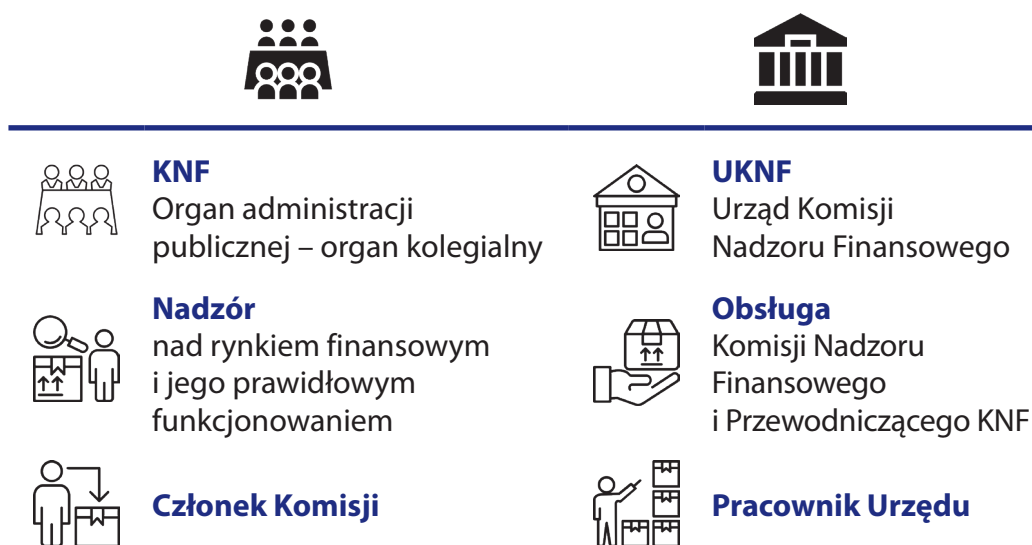 KNF
Organ administracji
publicznej – organ kolegialny
Nadzór
nad rynkiem finansowym
i jego prawidłowym
funkcjonowaniem
Członek Komisji
UKNF
Urząd Komisji
Nadzoru Finansowego
Obsługa
Komisji Nadzoru
Finansowego
i Przewodniczącego KNF
Pracownik Urzędu